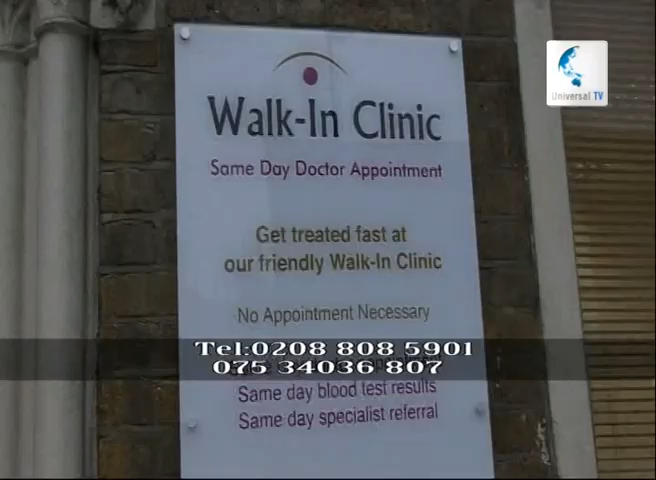 Universal TV
Walk-In Clinic
Same Day Doctor Appointment
Get treated fast at
our friendly Walk-In Clinic
No Appointment Necessary
Tel:0208 808 5901
075 34036 807
Same day blood test results
Same day specialist referral